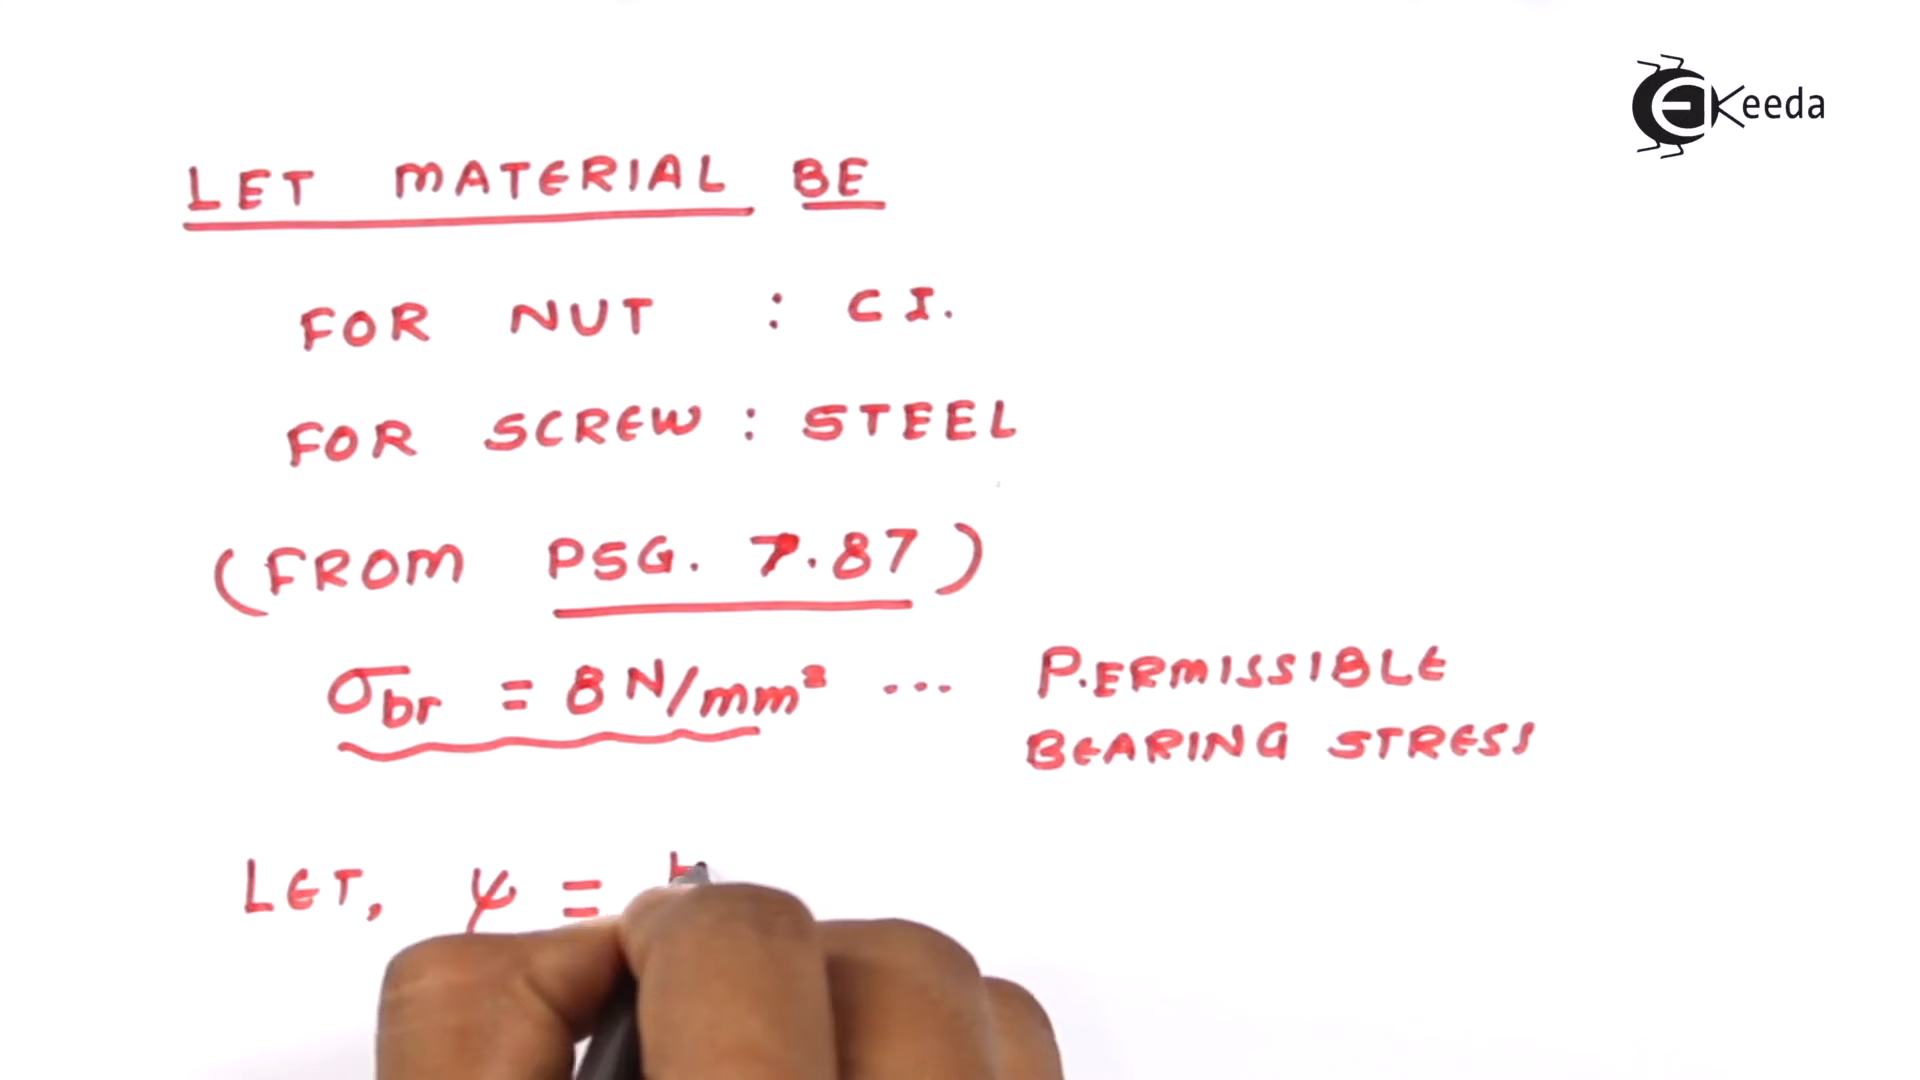 EKeeda
LET MATERIAL BE
FOR NUT : C I.
FOR SCREW : STEEL
(FROM PSG. 7.87)
σbr = 8 N/mm² ... PERMISSIBLE
BEARING STRESS
LET, ψ =